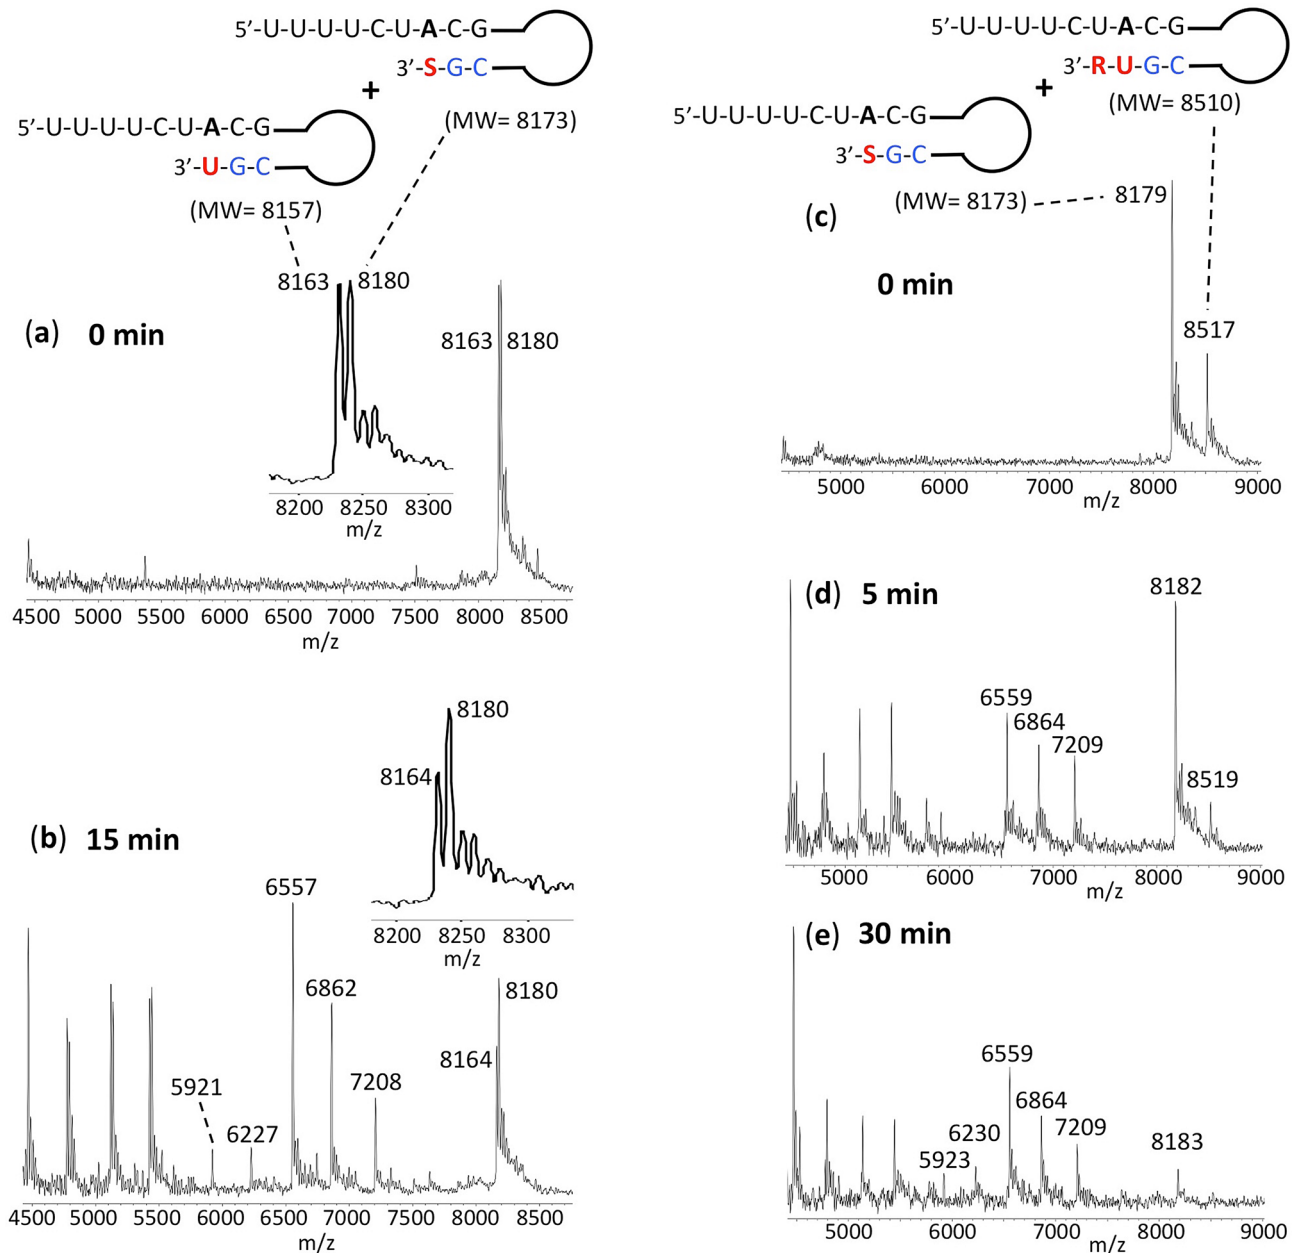 5’-U-U-U-U-C-U-A-C-G
3’-S-G-C
+
(MW= 8173)
5’-U-U-U-U-C-U-A-C-G
3’-U-G-C
(MW= 8157)
8163 8180
(a) 0 min
8163 8180
8200 8250 8300
m/z
4500 5000 5500 6000 6500 7000 7500 8000 8500
m/z
8180
8164
(b) 15 min
8200 8250 8300
m/z
6557
6862
8180
8164
7208
5921
6227
4500 5000 5500 6000 6500 7000 7500 8000 8500
m/z
5’-U-U-U-U-C-U-A-C-G
3’-R-U-G-C
+
(MW= 8510)
5’-U-U-U-U-C-U-A-C-G
3’-S-G-C
(MW= 8173)
8179
(c)
0 min
8517
5000 6000 7000 8000 9000
m/z
(d) 5 min
8182
6559
6864
7209
8519
5000 6000 7000 8000 9000
m/z
(e) 30 min
6559
6864
6230
7209
8183
5923
5000 6000 7000 8000 9000
m/z